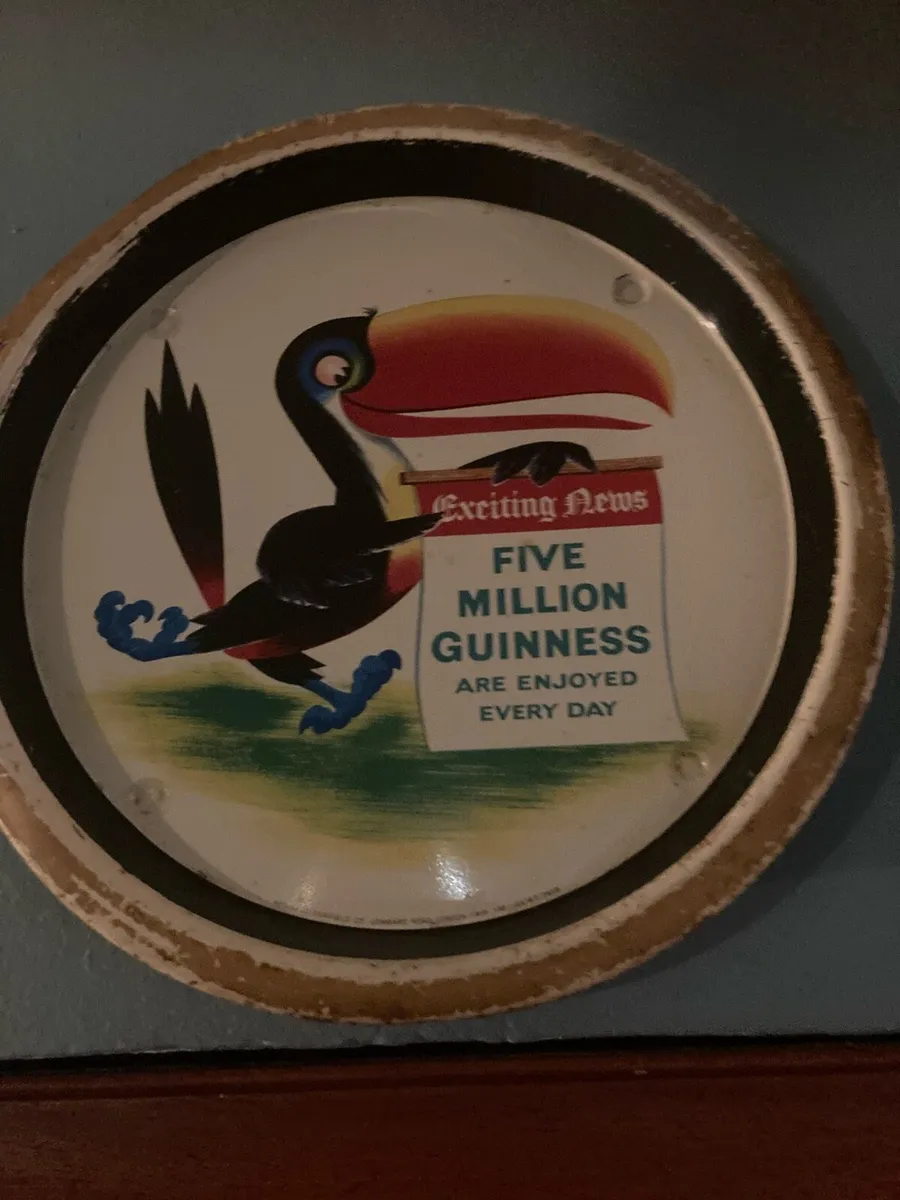 Exciting News
FIVE
MILLION
GUINNESS
ARE ENJOYED
EVERY DAY